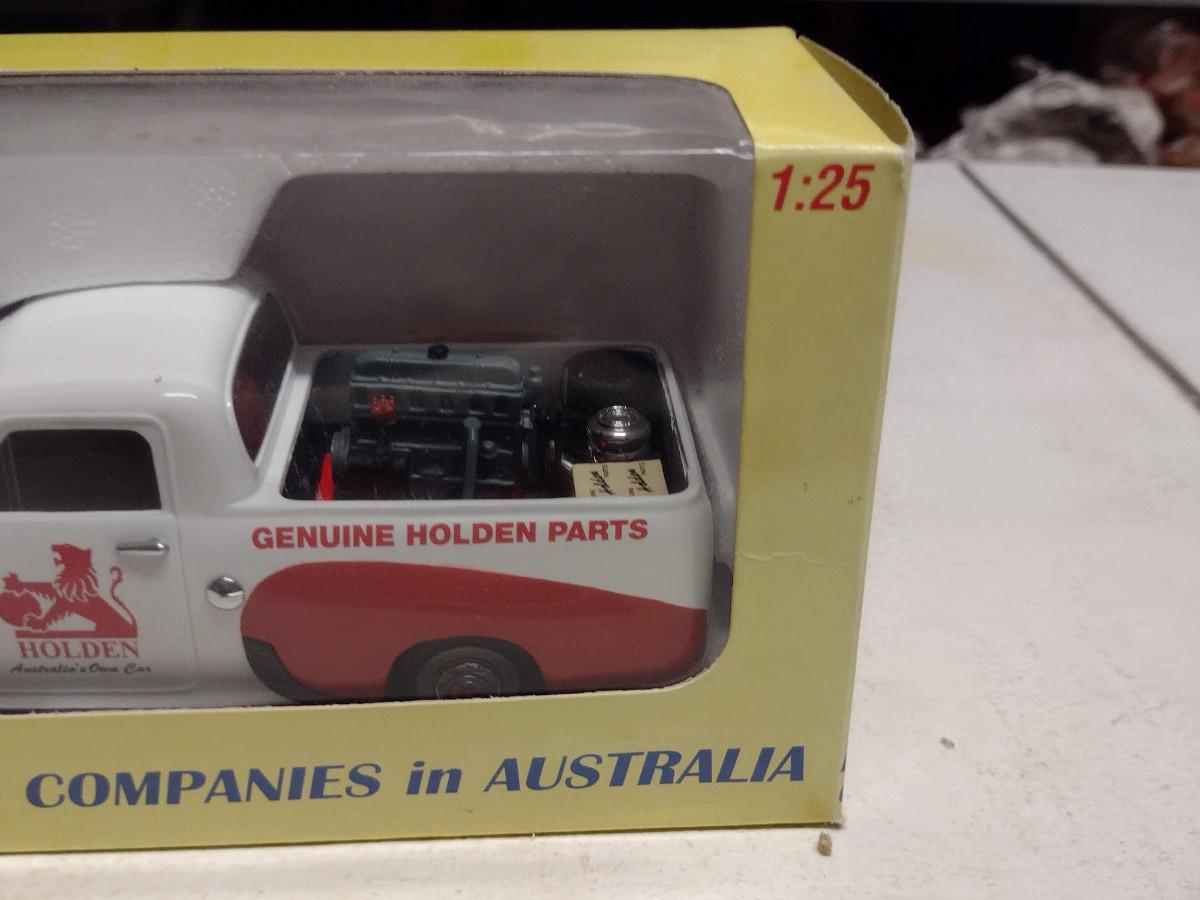 1:25
GENUINE HOLDEN PARTS
HOLDEN
Australia's Own Car
COMPANIES in AUSTRALIA